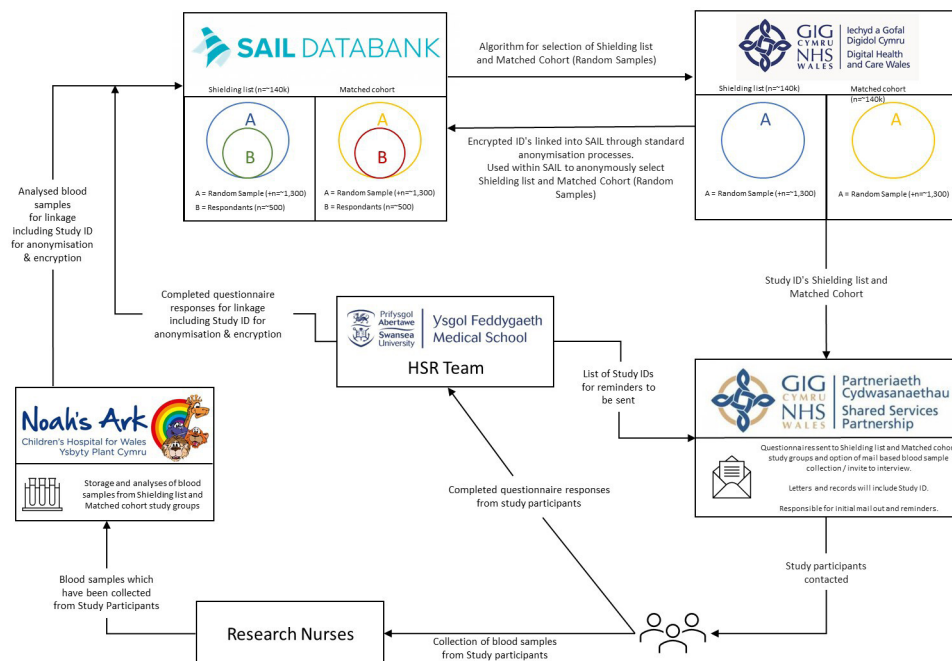 SAIL DATABANK
Shielding list (n=~140k)
Matched cohort
A
B
A
B
A = Random Sample (+n=~1,300)
B = Respondants (n=~500)
A = Random Sample (+n=~1,300)
B = Respondants (n=~500)
Algorithm for selection of Shielding list
and Matched Cohort (Random Samples)
Encrypted ID's linked into SAIL through standard
anonymisation processes.
Used within SAIL to anonymously select
Shielding list and Matched Cohort (Random
Samples)
GIG
CYMRU
NHS
WALES
Iechyd a Gofal
Digidol Cymru
Digital Health
and Care Wales
Shielding list (n=~140k)
Matched cohort
(n=~140k)
A
A
A = Random Sample (+n=~1,300)
A = Random Sample (+n=~1,300)
Analysed blood
samples
for linkage
including Study ID
for anonymisation
& encryption
Completed questionnaire
responses for linkage
including Study ID for
anonymisation & encryption
Prifysgol
Abertawe
Swansea
University
Ysgol Feddygaeth
Medical School
HSR Team
Study ID's Shielding list and
Matched Cohort
List of Study IDs
for reminders to
be sent
GIG
CYMRU
NHS
WALES
Partneriaeth
Cydwasanaethau
Shared Services
Partnership
Questionnaire sent to Shielding list and Matched cohort
study groups and option of mail based blood sample
collection / invite to interview.
Letters and records will include Study ID.
Responsible for initial mail out and reminders.
Noah's Ark
Children's Hospital for Wales
Ysbyty Plant Cymru
Storage and analyses of blood
samples from Shielding list and
Matched cohort study groups
Completed questionnaire responses
from study participants
Study participants
contacted
Blood samples which
have been collected
from Study Participants
Research Nurses
Collection of blood samples
from Study participants